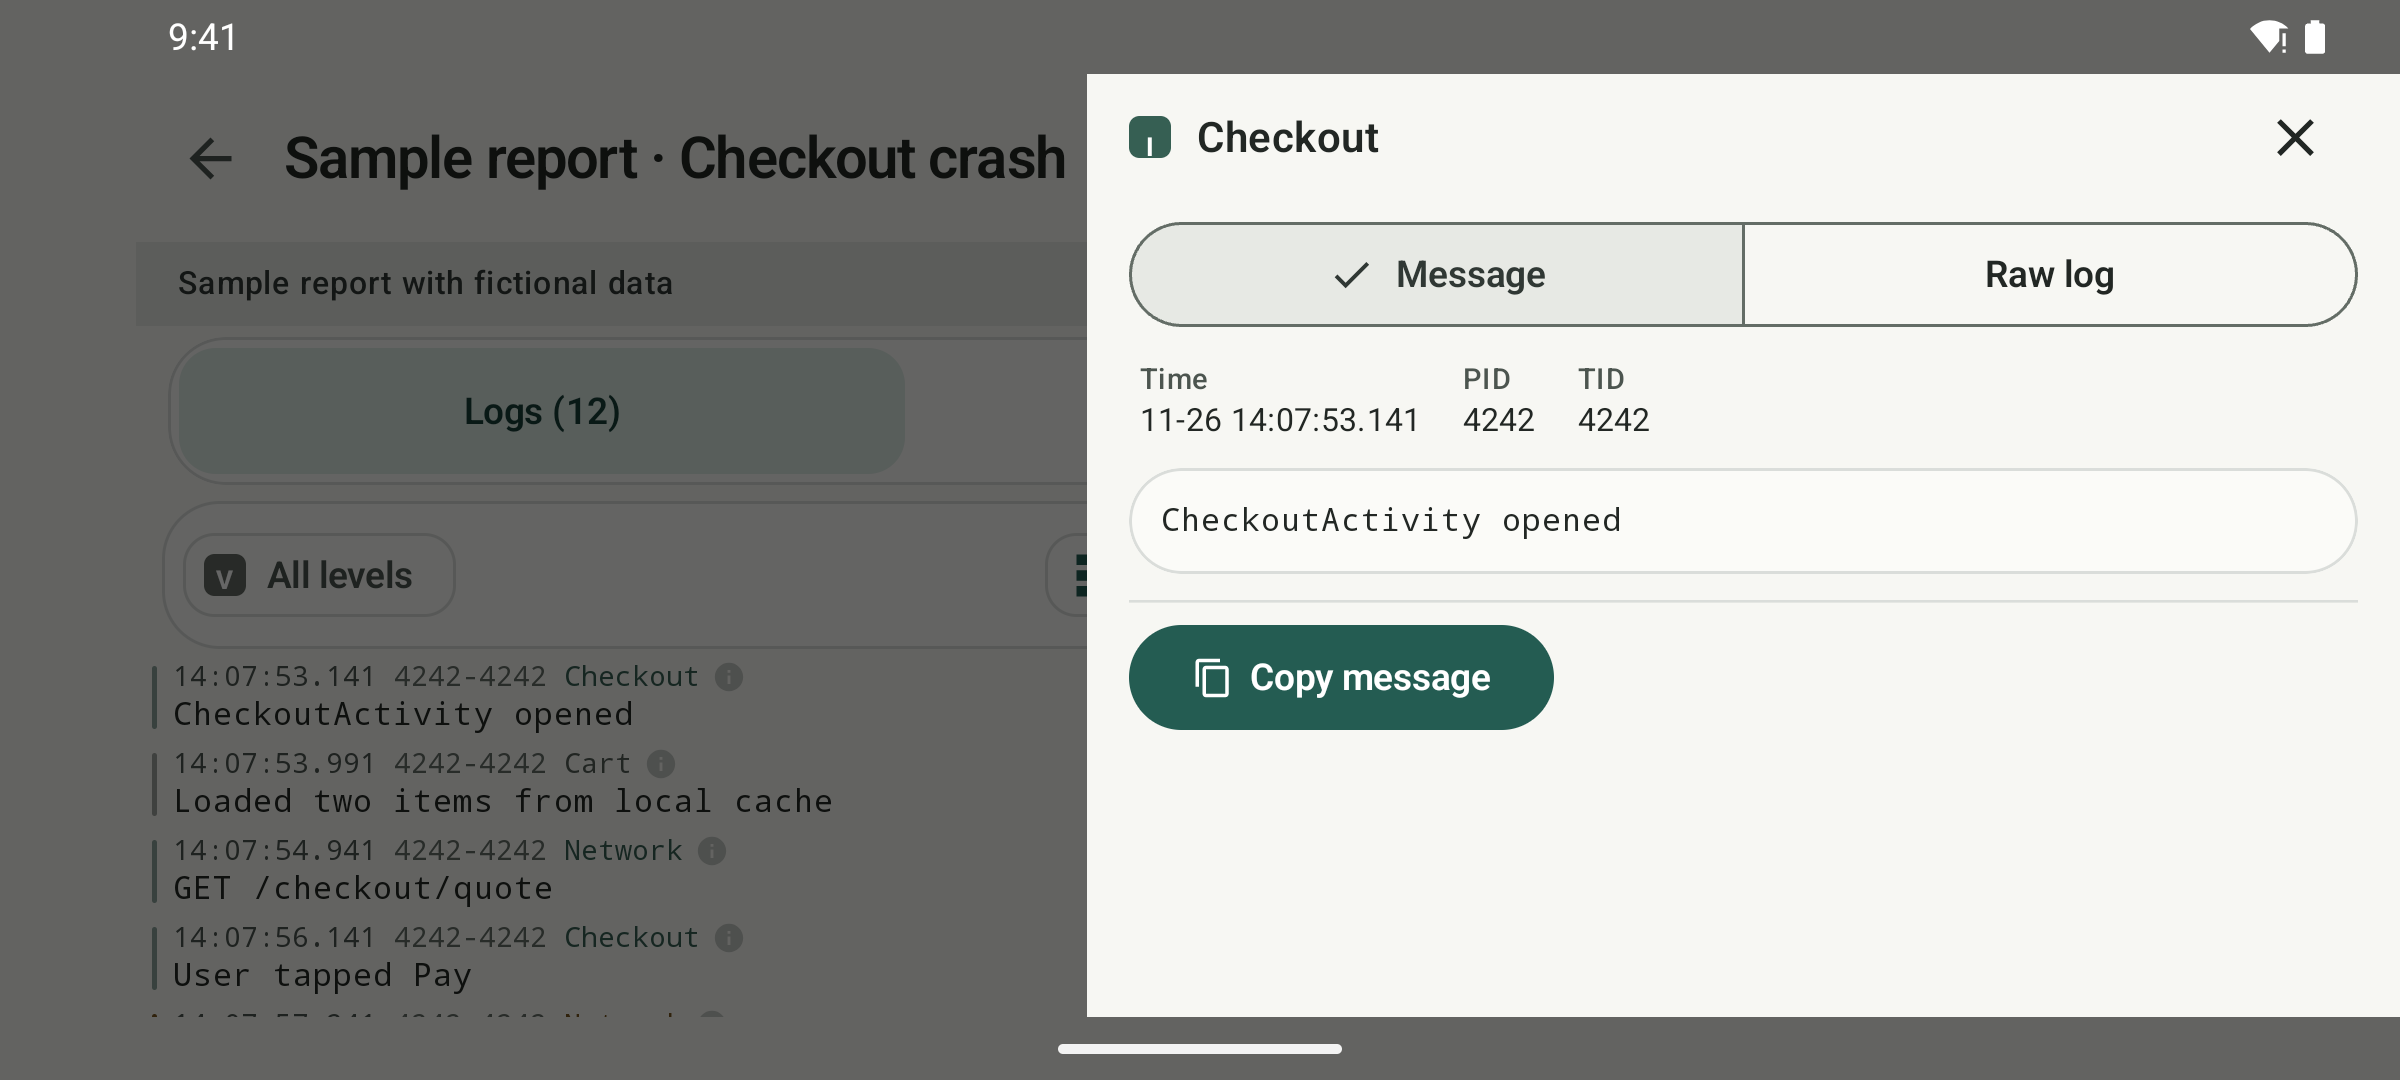 9:41
Sample report · Checkout crash
Sample report with fictional data
Logs (12)
V All levels
14:07:53.141 4242-4242 Checkout
CheckoutActivity opened
14:07:53.991 4242-4242 Cart
Loaded two items from local cache
14:07:54.941 4242-4242 Network
GET /checkout/quote
14:07:56.141 4242-4242 Checkout
User tapped Pay
Checkout
Message
Raw log
Time PID TID
11-26 14:07:53.141 4242 4242
CheckoutActivity opened
Copy message